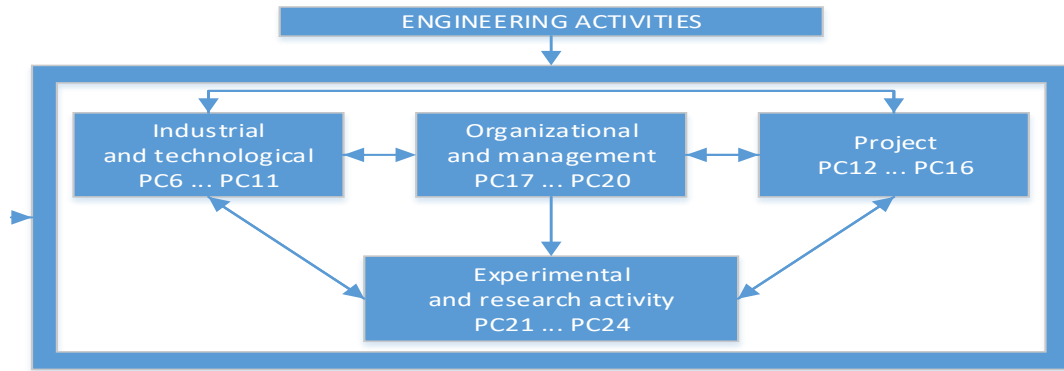 ENGINEERING ACTIVITIES
Industrial
and technological
PC6 ... PC11
Organizational
and management
PC17 ... PC20
Project
PC12 ... PC16
Experimental
and research activity
PC21 ... PC24